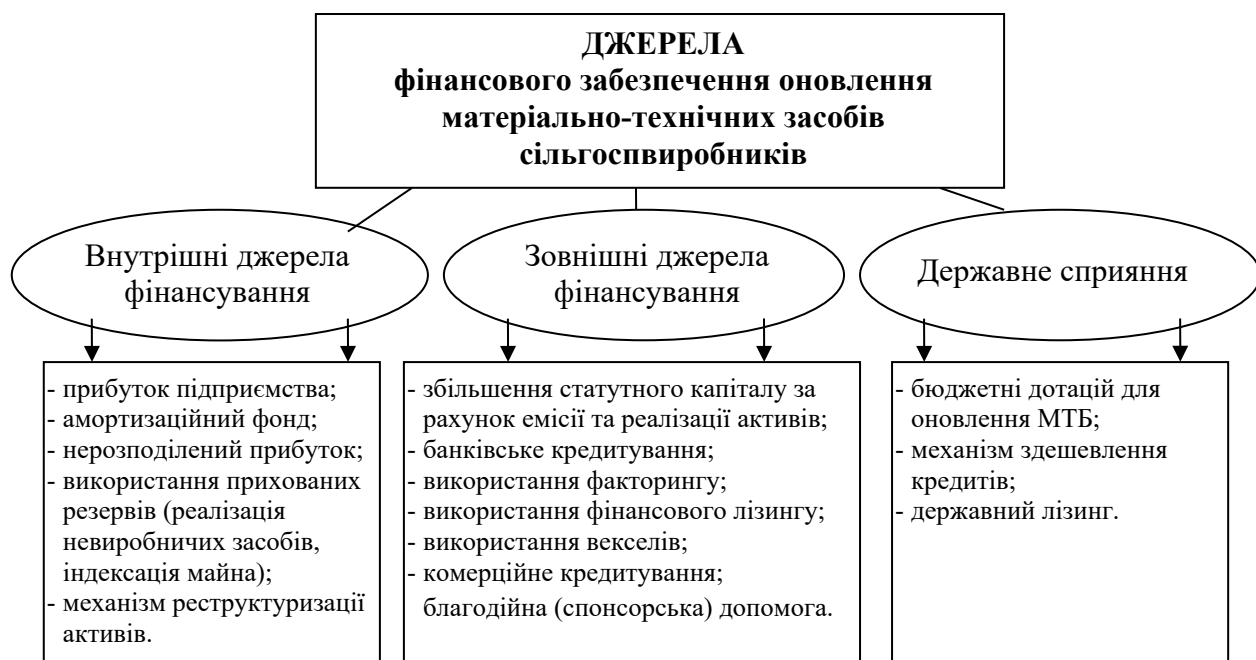 ДЖЕРЕЛА
фінансового забезпечення оновлення
матеріально-технічних засобів
сільгоспвиробників
Внутрішні джерела
фінансування
Зовнішні джерела
фінансування
Державне сприяння
- прибуток підприємства;
- амортизаційний фонд;
- нерозподілений прибуток;
- використання прихованих
резервів (реалізація
невиробничих засобів,
індексація майна);
- механізм реструктуризації
активів.
- збільшення статутного капіталу за
рахунок емісії та реалізації активів;
- банківське кредитування;
- використання факторингу;
- використання фінансового лізингу;
- використання векселів;
- комерційне кредитування;
благодійна (спонсорська) допомога.
- бюджетні дотацій для
оновлення МТБ;
- механізм здешевлення
кредитів;
- державний лізинг.